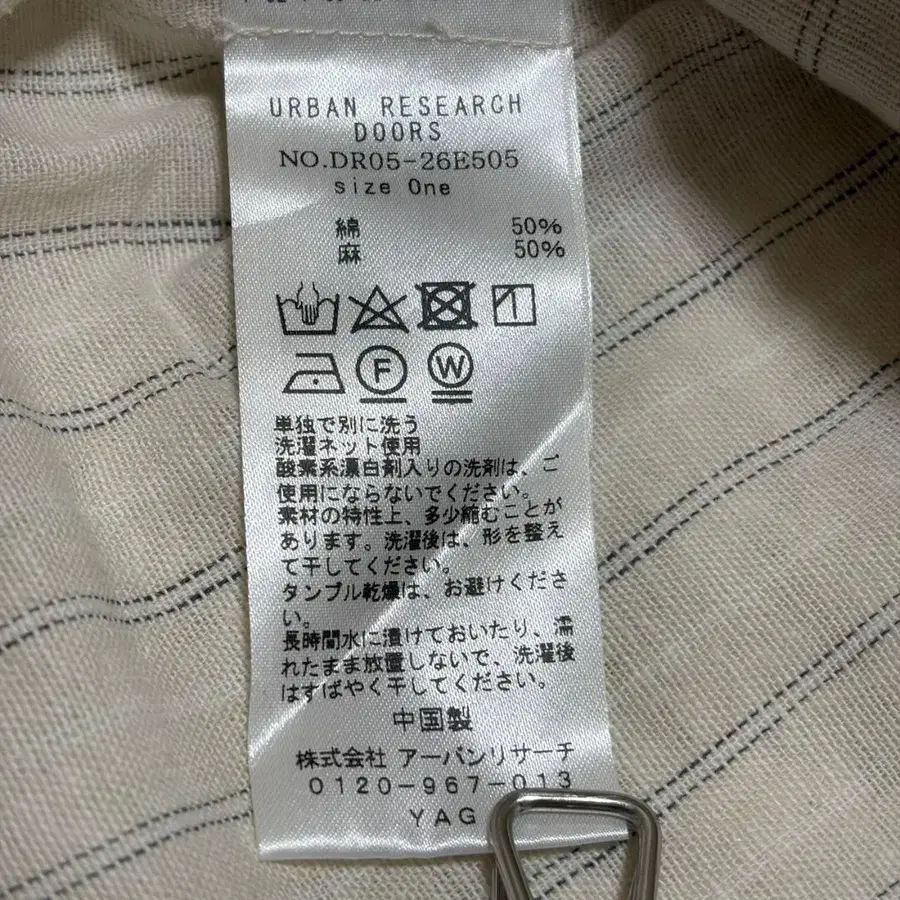 URBAN RESEARCH
DOORS
NO.DR05-26E505
size One
綿 50%
麻 50%
F W
単独で別に洗う
洗濯ネット使用
酸素系漂白剤入りの洗剤は、ご
使用にならないでください。
素材の特性上、多少縮むことが
あります。洗濯後は、形を整え
て干してください。
タンブル乾燥は、お避けくださ
い。
長時間水に漬けておいたり、濡
れたまま放置しないで、洗濯後
はすばやく干してください。
中国製
株式会社 アーバンリサーチ
0120-967-013
YAG